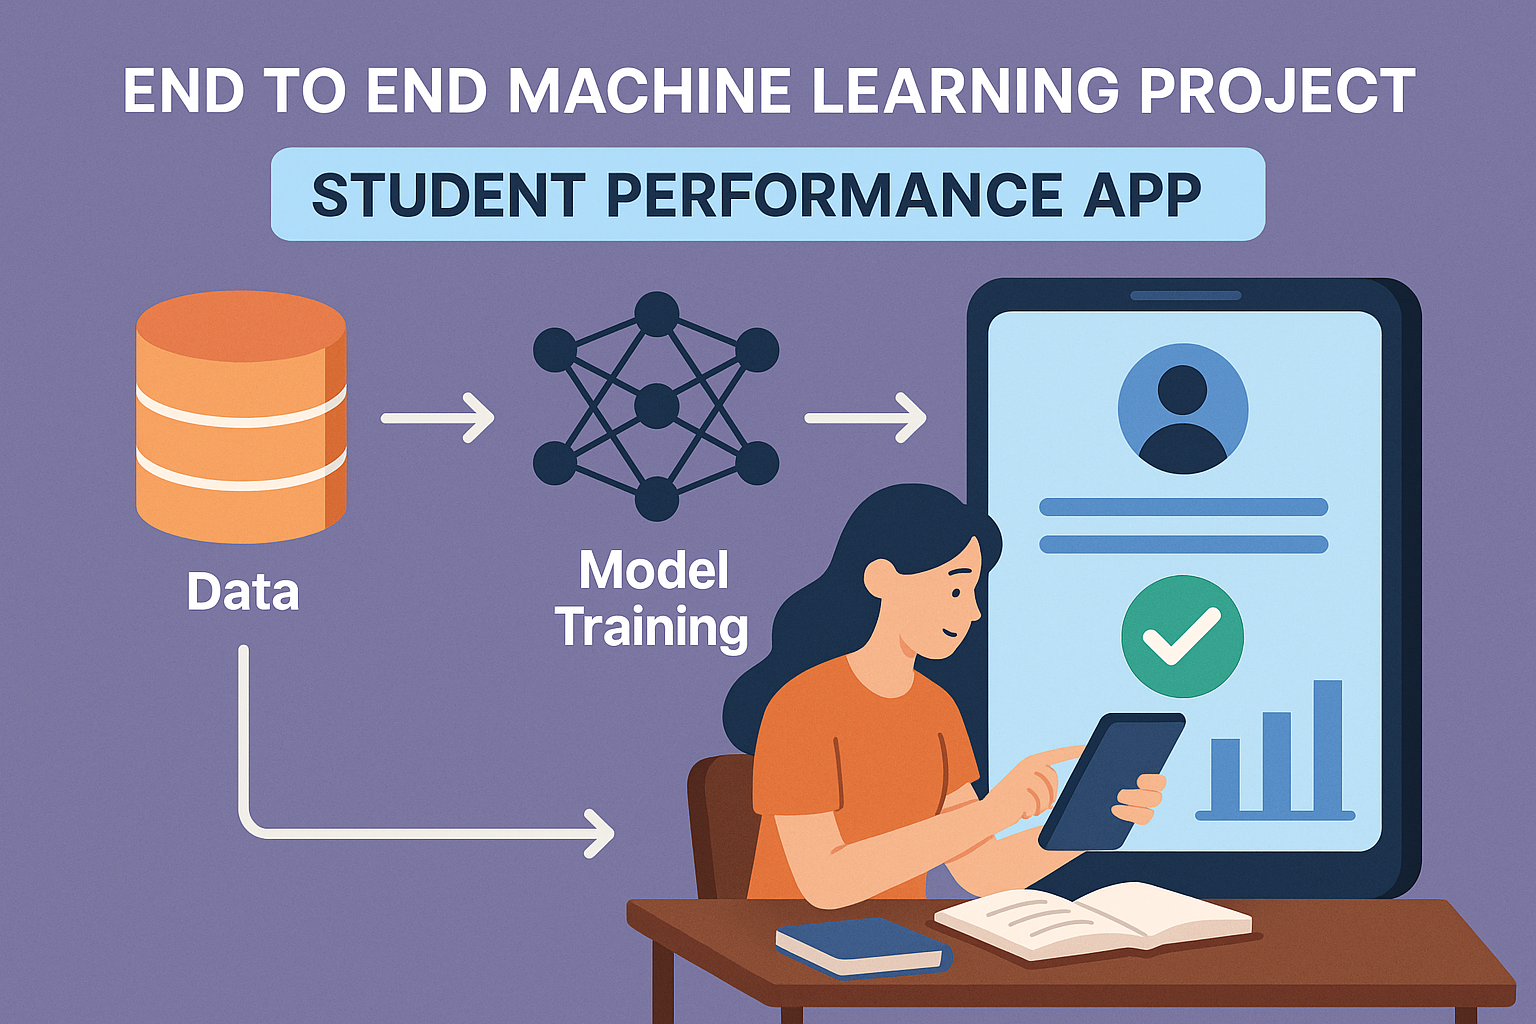 END TO END MACHINE LEARNING PROJECT
STUDENT PERFORMANCE APP
Data
Model
Training